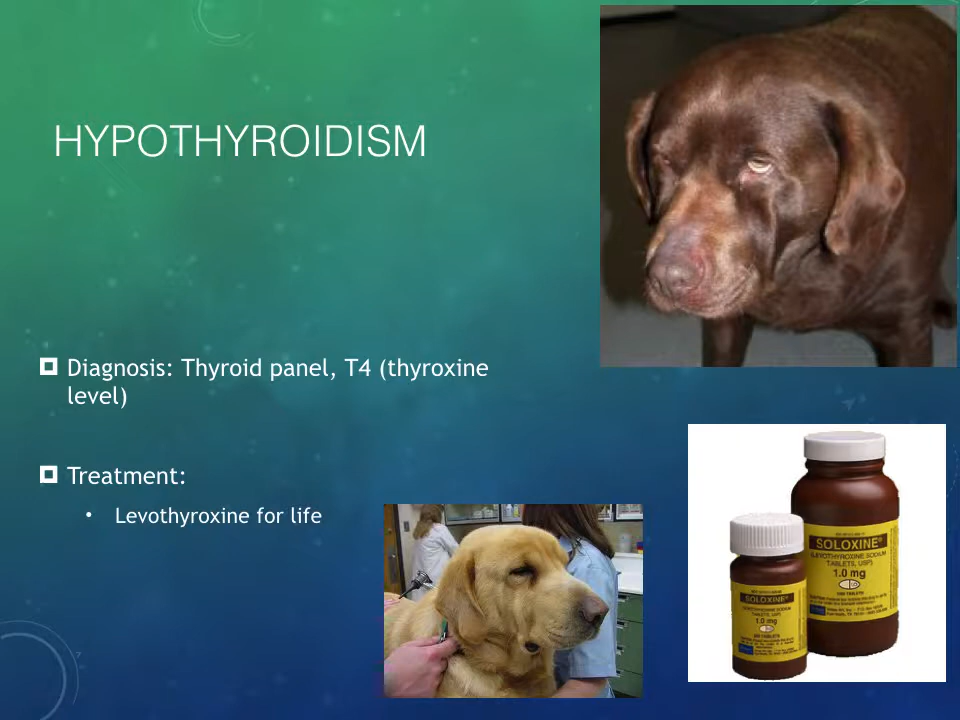 HYPOTHYROIDISM
Diagnosis: Thyroid panel, T4 (thyroxine
level)
Treatment:
Levothyroxine for life
SOLOXINE®
(LEVOTHYROXINE SODIUM
TABLETS, USP)
1.0 mg
SOLOXINE®
1.0 mg